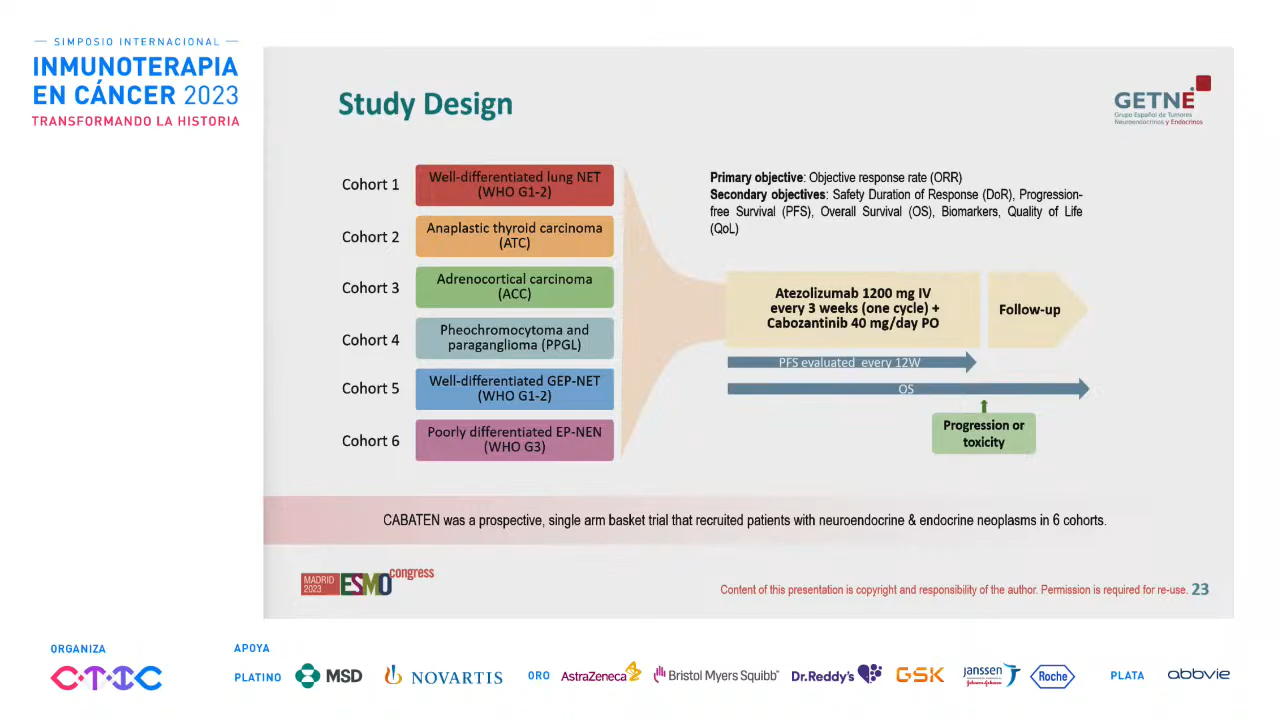 SIMPOSIO INTERNACIONAL
INMUNOTERAPIA
EN CÁNCER 2023
TRANSFORMANDO LA HISTORIA
Study Design
GETNE
Grupo Español de Tumores
Neuroendocrinos y Endocrinos
Cohort 1
Well-differentiated lung NET
(WHO G1-2)
Cohort 2
Anaplastic thyroid carcinoma
(ATC)
Cohort 3
Adrenocortical carcinoma
(ACC)
Cohort 4
Pheochromocytoma and
paraganglioma (PPGL)
Cohort 5
Well-differentiated GEP-NET
(WHO G1-2)
Cohort 6
Poorly differentiated EP-NEN
(WHO G3)
Primary objective: Objective response rate (ORR)
Secondary objectives: Safety Duration of Response (DoR), Progression-
free Survival (PFS), Overall Survival (OS), Biomarkers, Quality of Life
(QoL)
Atezolizumab 1200 mg IV
every 3 weeks (one cycle) +
Cabozantinib 40 mg/day PO
Follow-up
PFS evaluated every 12W
OS
Progression or
toxicity
CABATEN was a prospective, single arm basket trial that recruited patients with neuroendocrine & endocrine neoplasms in 6 cohorts.
MADRID
2023
ESMO congress
Content of this presentation is copyright and responsibility of the author. Permission is required for re-use. 23
ORGANIZA
CTIC
APOYA
PLATINO
MSD
NOVARTIS
ORO
AstraZeneca
Bristol Myers Squibb™
Dr.Reddy's
GSK
Janssen
Johnson-Johnson
Roche
PLATA
abbvie